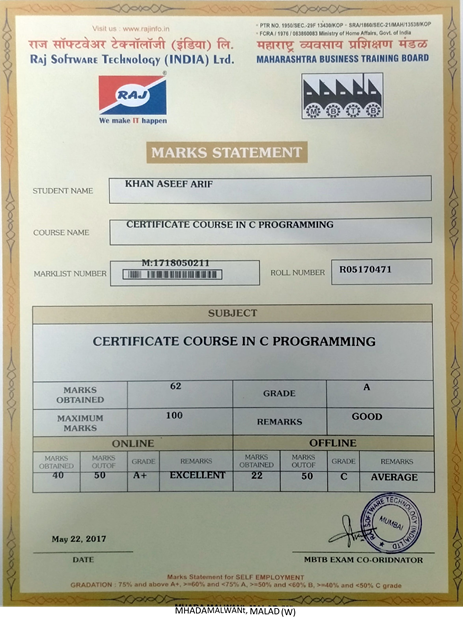 Visit us : www.rajinfo.in
PTR NO. 1950/SEC-29F 13436/KOP · SRA/1860/SEC-21/MAH/13536/KOP
FCRA / 1976 / 083860083 Ministry of Home Affairs, Govt. of India
राज सॉफ्टवेअर टेक्नॉलॉजी (इंडिया) लि.
Raj Software Technology (INDIA) Ltd.
महाराष्ट्र व्यवसाय प्रशिक्षण मंडळ
MAHARASHTRA BUSINESS TRAINING BOARD
RAJ
We make IT happen
M B T B
MARKS STATEMENT
STUDENT NAME KHAN ASEEF ARIF
COURSE NAME CERTIFICATE COURSE IN C PROGRAMMING
MARKLIST NUMBER M:1718050211 ROLL NUMBER R05170471
SUBJECT
CERTIFICATE COURSE IN C PROGRAMMING
MARKS OBTAINED 62 GRADE A
MAXIMUM MARKS 100 REMARKS GOOD
ONLINE OFFLINE
MARKS OBTAINED MARKS OUTOF GRADE REMARKS MARKS OBTAINED MARKS OUTOF GRADE REMARKS
40 50 A+ EXCELLENT 22 50 C AVERAGE
SOFTWARE TECHNOLOGY (INDIA) LTD.
MUMBAI
May 22, 2017
DATE
MBTB EXAM CO-ORIDNATOR
Marks Statement for SELF EMPLOYMENT
GRADATION : 75% and above A+, >=60% and <75% A, >=50% and <60% B, >=40% and <50% C grade
MHADAMALWANI, MALAD (W)